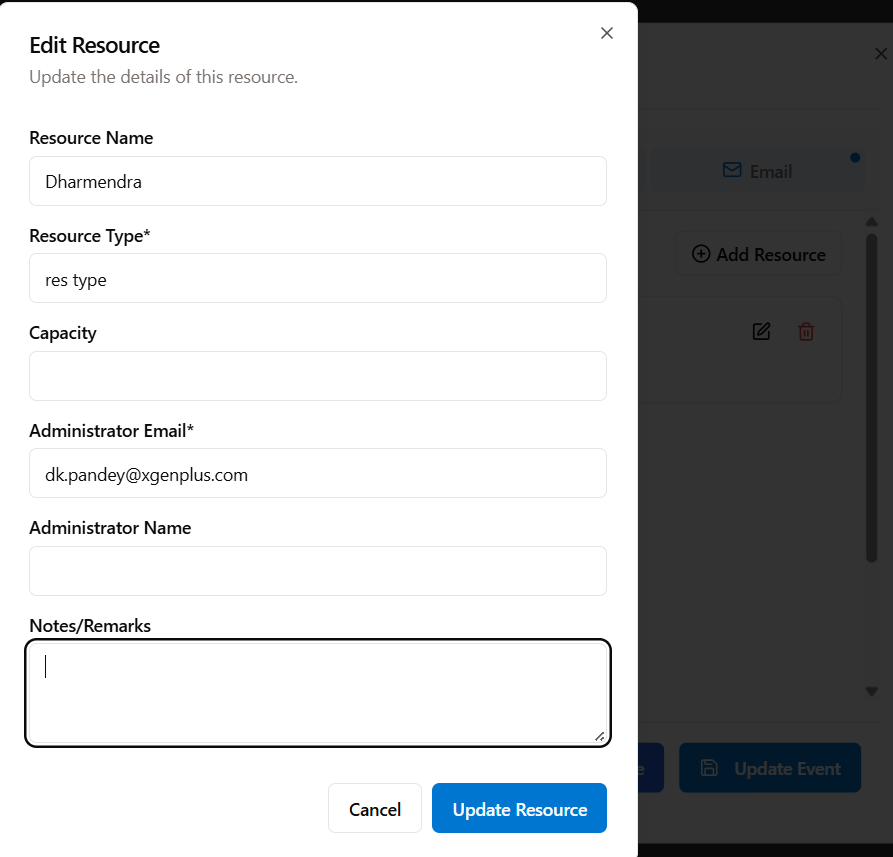 Edit Resource
Update the details of this resource.
Resource Name
Dharmendra
Resource Type*
res type
Capacity
Administrator Email*
dk.pandey@xgenplus.com
Administrator Name
Notes/Remarks
Cancel
Update Resource
Email
Add Resource
Update Event